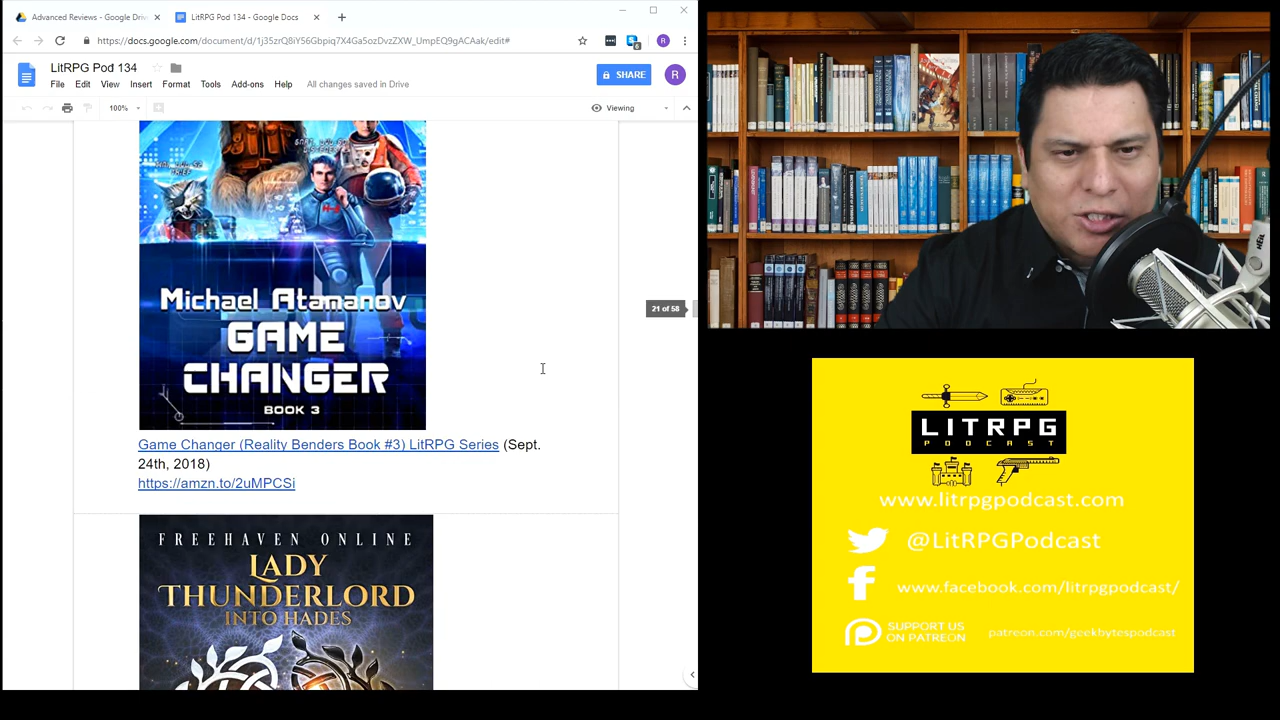 Advanced Reviews - Google Driv
LitRPG Pod 134 - Google Docs
https://docs.google.com/document/d/1j35zrQ8iY56Gbpiq7X4Ga5ozDvzZXW_UmpEQ9gACAak/edit#
6
R
LitRPG Pod 134
File Edit View Insert Format Tools Add-ons Help All changes saved in Drive
SHARE
R
100%
Viewing
Michael Atamanov
GAME
CHANGER
BOOK 3
21 of 58
Game Changer (Reality Benders Book #3) LitRPG Series (Sept.
24th, 2018)
https://amzn.to/2uMPCSi
FREEHAVEN ONLINE
LADY
THUNDERLORD
INTO HADES
HEIL
LITRPG
PODCAST
www.litrpgpodcast.com
@LitRPGPodcast
www.facebook.com/litrpgpodcast/
SUPPORT US
ON PATREON
patreon.com/geekbytespodcast